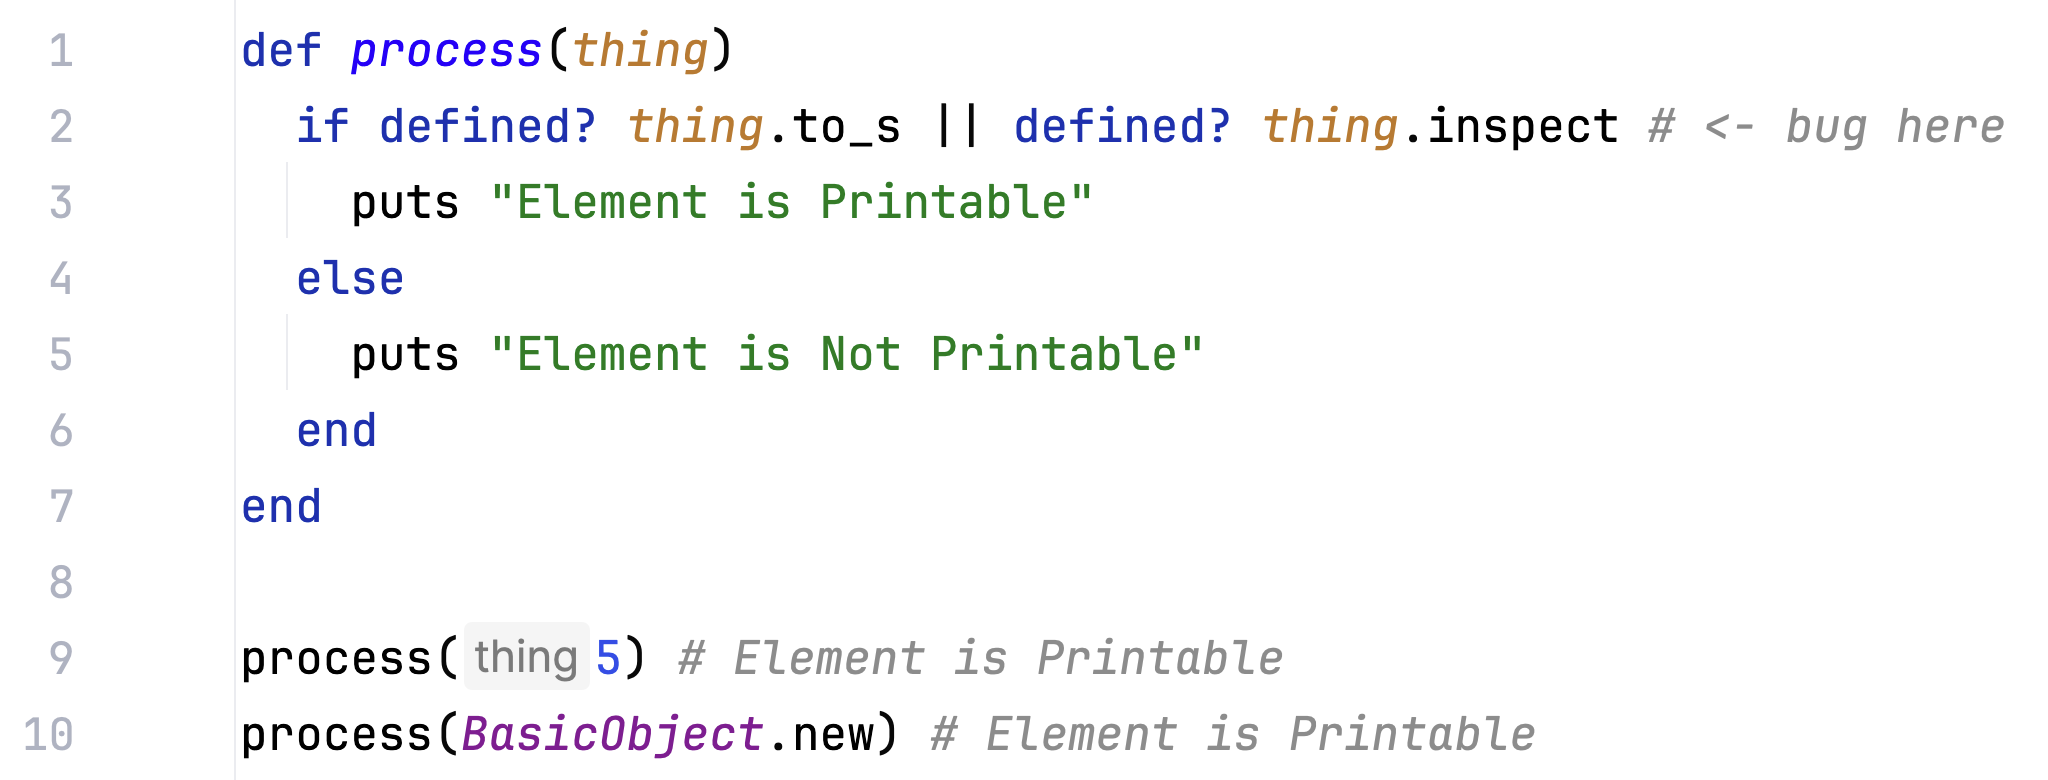 1 def process(thing)
2 if defined? thing.to_s || defined? thing.inspect # <- bug here
3 puts "Element is Printable"
4 else
5 puts "Element is Not Printable"
6 end
7 end
8
9 process( thing 5) # Element is Printable
10 process(BasicObject.new) # Element is Printable